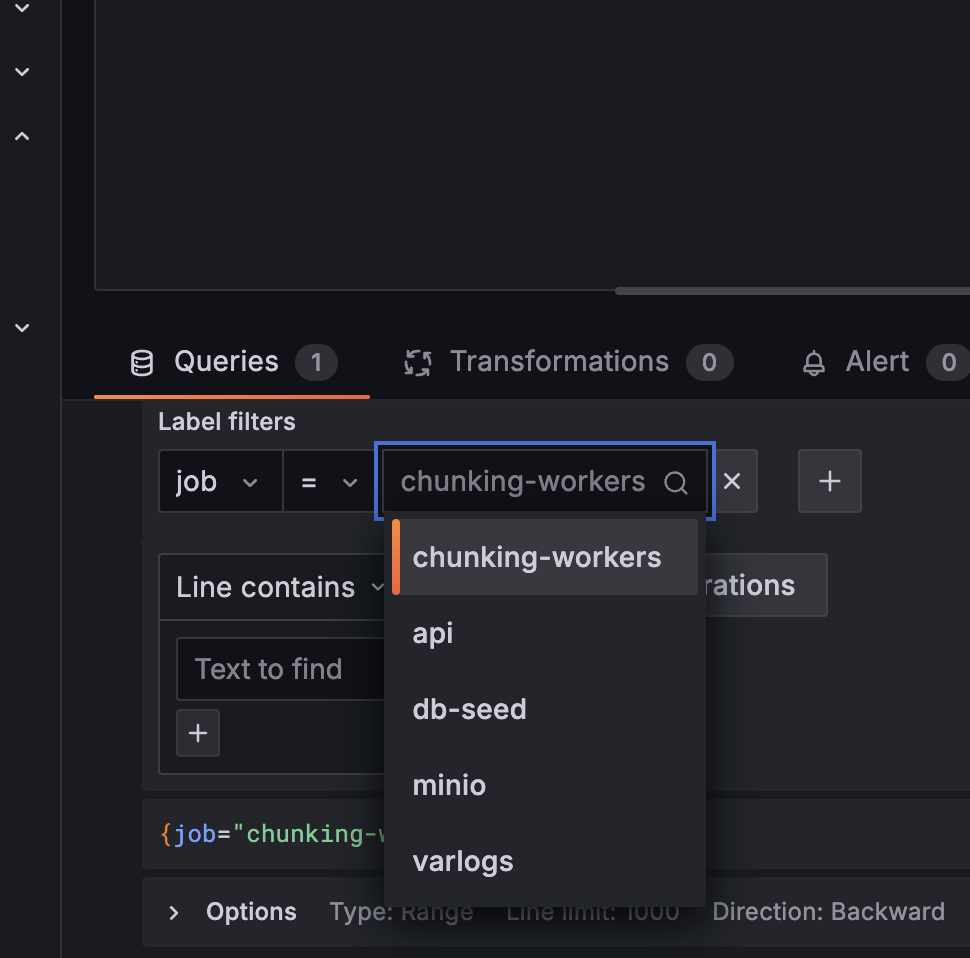 Queries 1 Transformations 0 Alert 0
Label filters
job = chunking-workers
chunking-workers
Line contains
api
Text to find
db-seed
minio
{job="chunking-
varlogs
Options Type: Range Line limit: 1000 Direction: Backward